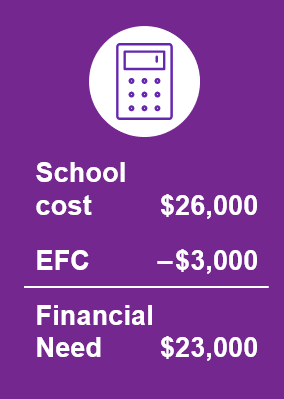 School
cost $26,000
EFC –$3,000
Financial
Need $23,000